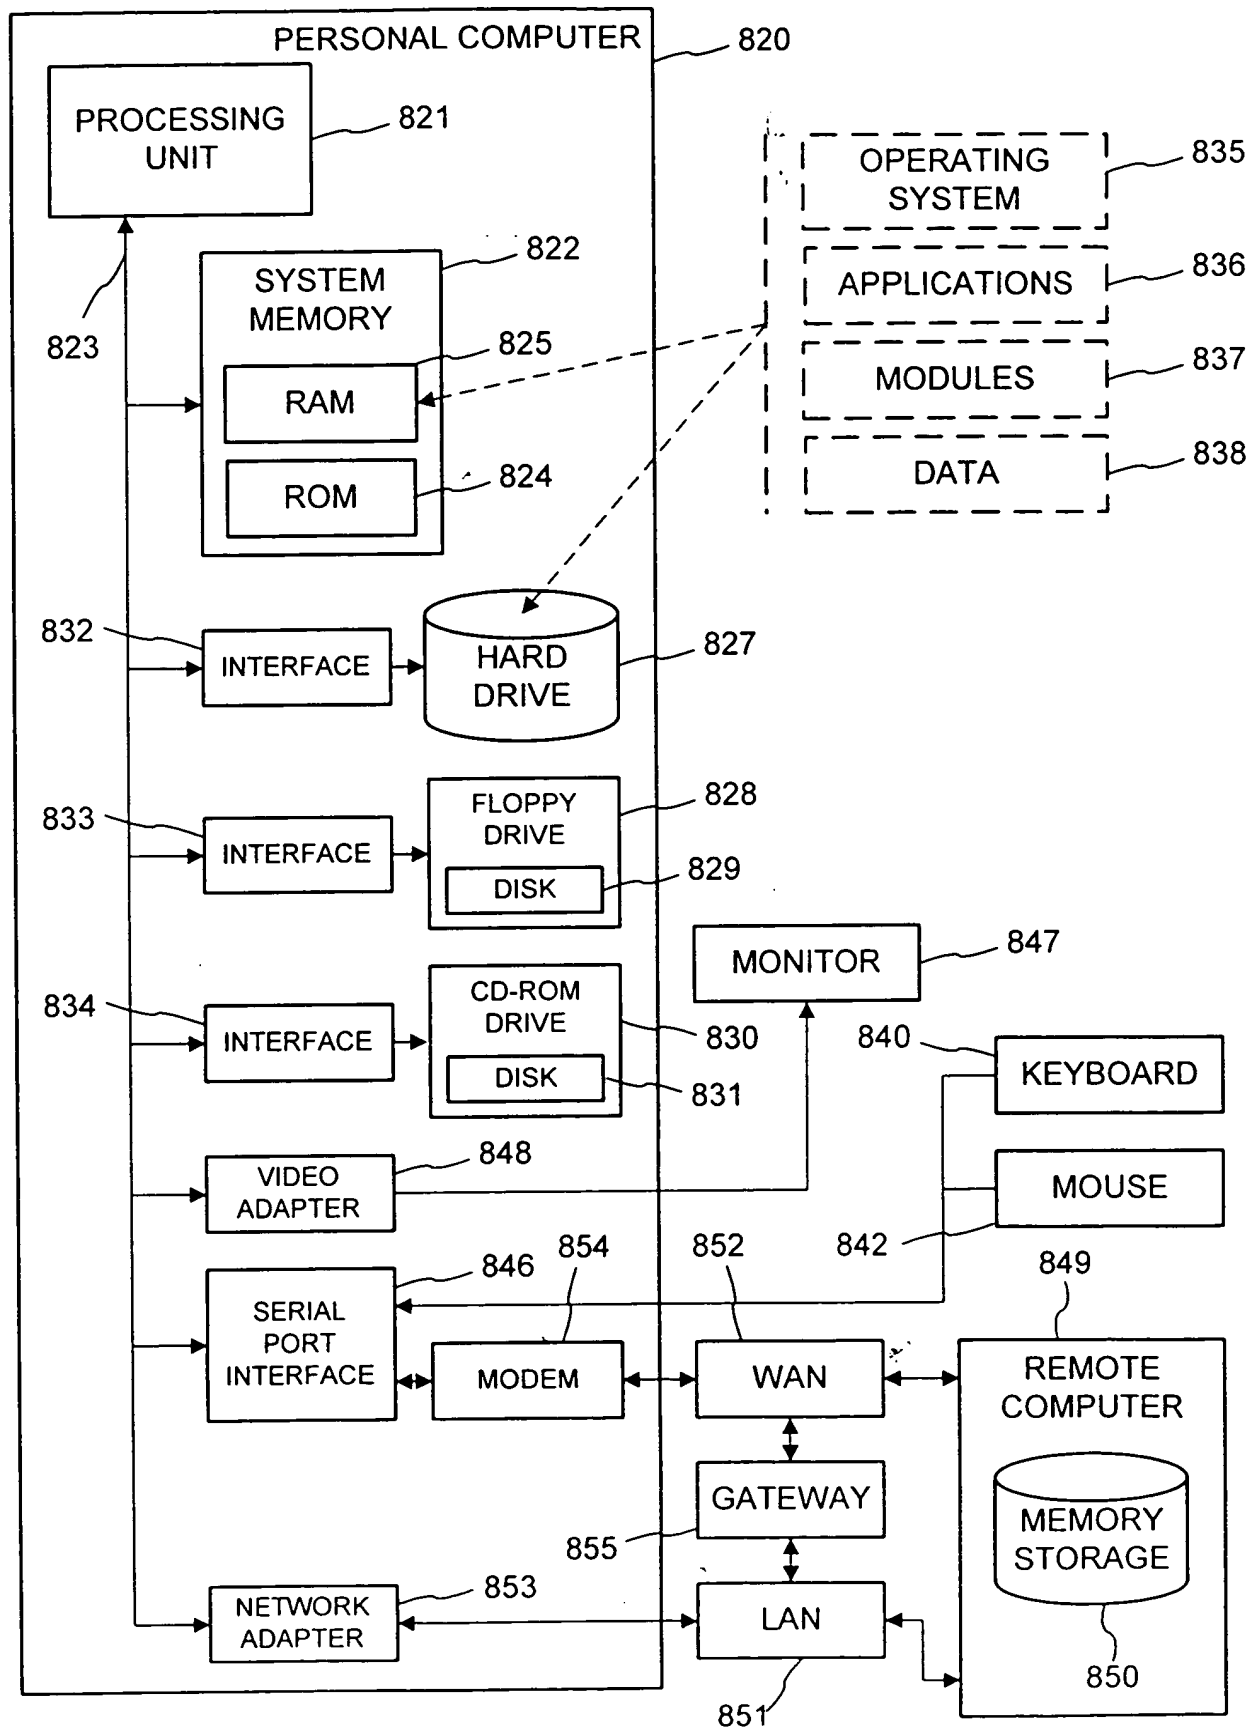 PERSONAL COMPUTER
820
PROCESSING
UNIT
821
823
SYSTEM
MEMORY
822
RAM
825
ROM
824
OPERATING
SYSTEM
835
APPLICATIONS
836
MODULES
837
DATA
838
832
INTERFACE
HARD
DRIVE
827
833
INTERFACE
FLOPPY
DRIVE
828
DISK
829
834
INTERFACE
CD-ROM
DRIVE
830
DISK
831
MONITOR
847
840
KEYBOARD
MOUSE
842
VIDEO
ADAPTER
848
SERIAL
PORT
INTERFACE
846
854
MODEM
852
WAN
849
REMOTE
COMPUTER
MEMORY
STORAGE
850
GATEWAY
855
NETWORK
ADAPTER
853
LAN
851